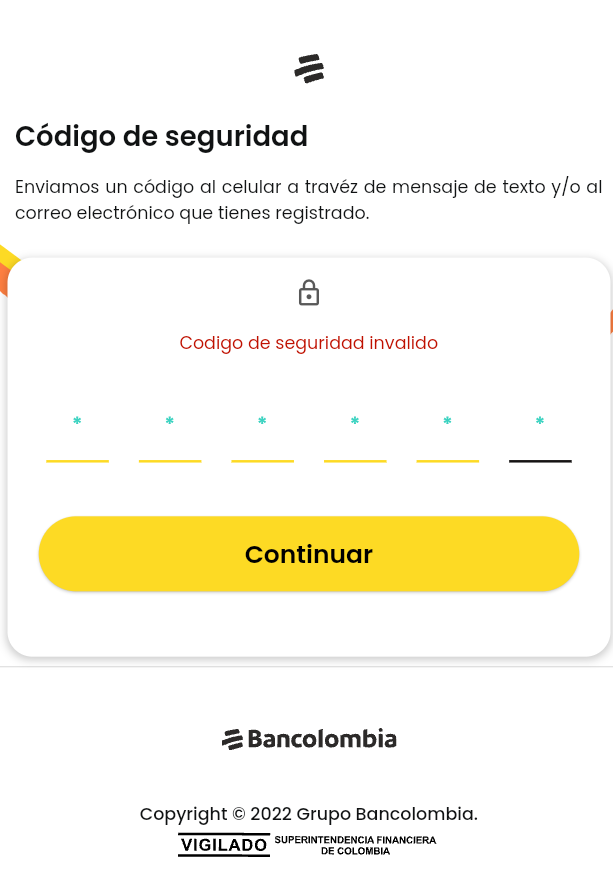 Código de seguridad
Enviamos un código al celular a travéz de mensaje de texto y/o al
correo electrónico que tienes registrado.
Codigo de seguridad invalido
* * * * * *
Continuar
Bancolombia
Copyright © 2022 Grupo Bancolombia.
VIGILADO SUPERINTENDENCIA FINANCIERA
DE COLOMBIA